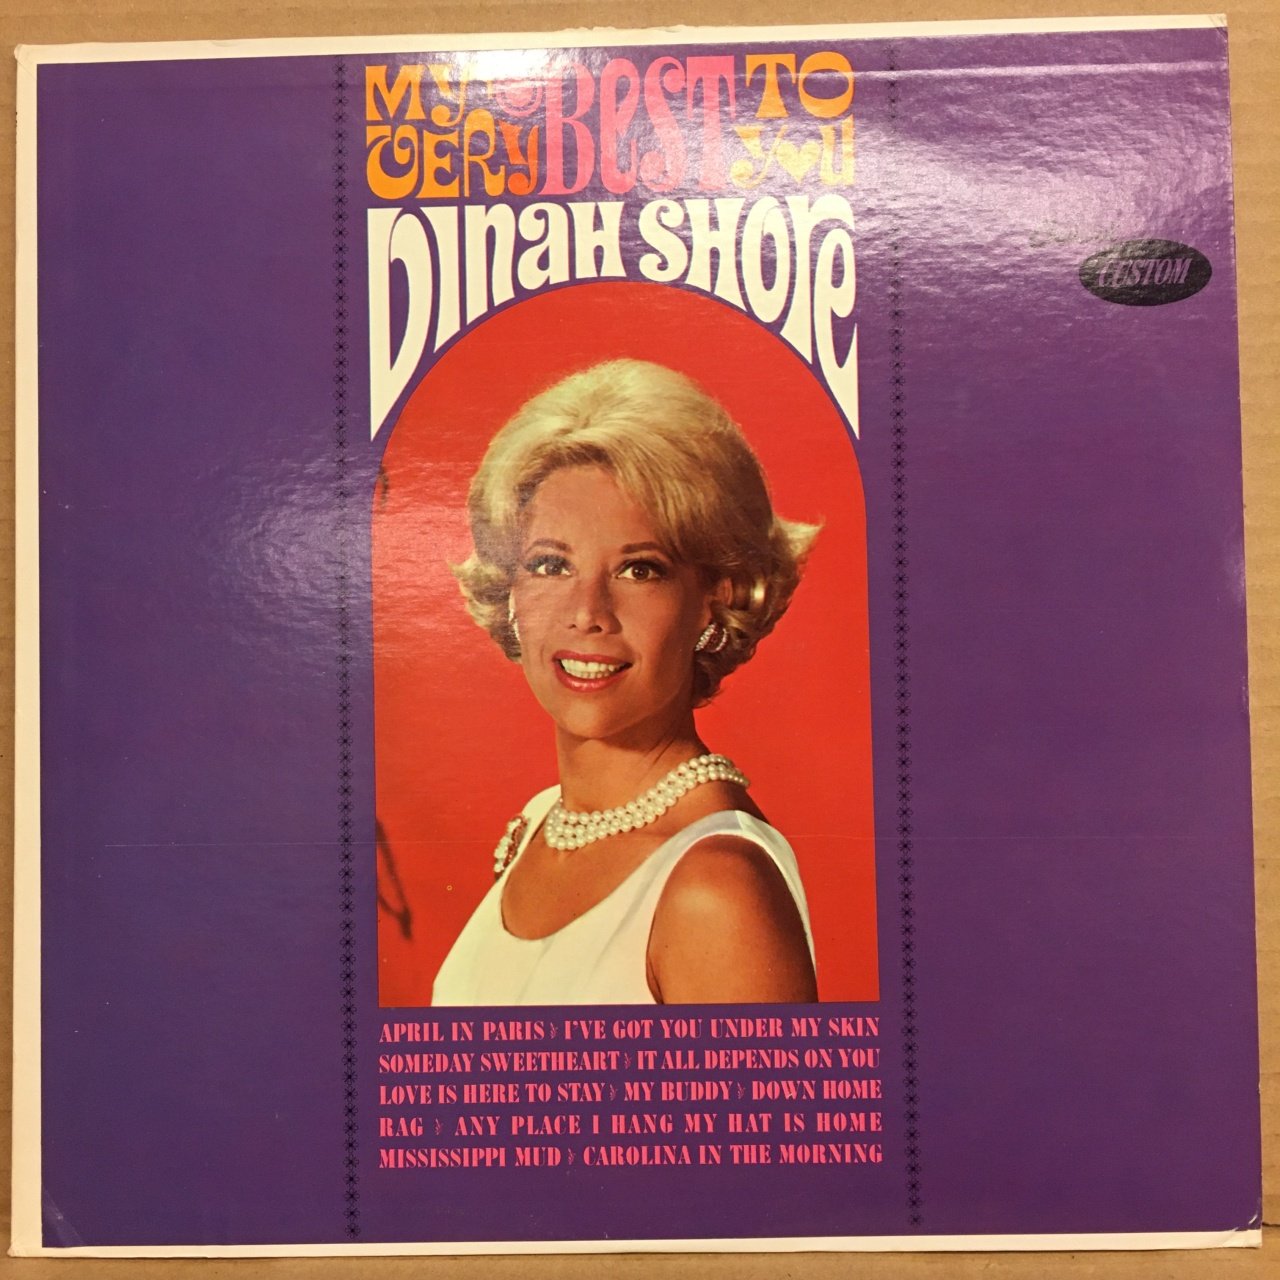 MY VERY BEST TO YOU
DINAH SHORE
CUSTOM
APRIL IN PARIS I'VE GOT YOU UNDER MY SKIN
SOMEDAY SWEETHEART IT ALL DEPENDS ON YOU
LOVE IS HERE TO STAY MY BUDDY DOWN HOME
RAG ANY PLACE I HANG MY HAT IS HOME
MISSISSIPPI MUD CAROLINA IN THE MORNING